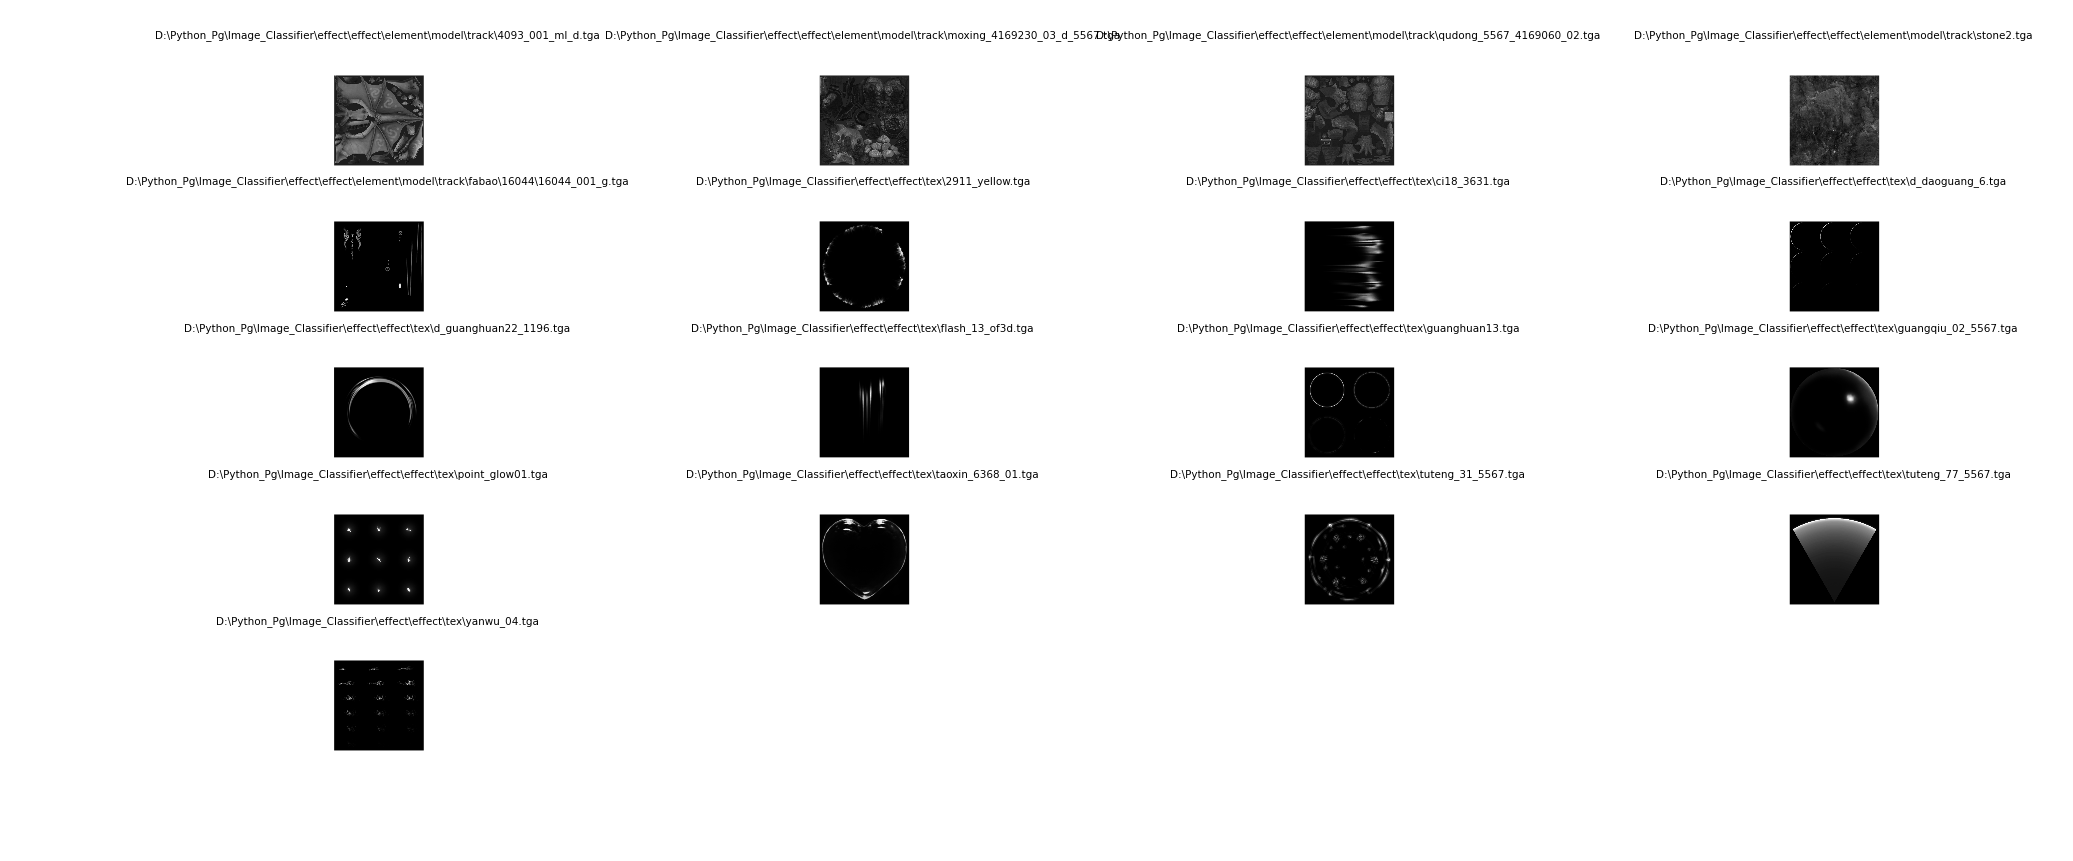 D:\Python_Pg\Image_Classifier\effect\effect\element\model\track\4093_001_ml_d.tga
D:\Python_Pg\Image_Classifier\effect\effect\element\model\track\moxing_4169230_03_d_5567.tga
D:\Python_Pg\Image_Classifier\effect\effect\element\model\track\qudong_5567_4169060_02.tga
D:\Python_Pg\Image_Classifier\effect\effect\element\model\track\stone2.tga
D:\Python_Pg\Image_Classifier\effect\effect\element\model\track\fabao\16044\16044_001_g.tga
D:\Python_Pg\Image_Classifier\effect\effect\tex\2911_yellow.tga
D:\Python_Pg\Image_Classifier\effect\effect\tex\ci18_3631.tga
D:\Python_Pg\Image_Classifier\effect\effect\tex\d_daoguang_6.tga
D:\Python_Pg\Image_Classifier\effect\effect\tex\d_guanghuan22_1196.tga
D:\Python_Pg\Image_Classifier\effect\effect\tex\flash_13_of3d.tga
D:\Python_Pg\Image_Classifier\effect\effect\tex\guanghuan13.tga
D:\Python_Pg\Image_Classifier\effect\effect\tex\guangqiu_02_5567.tga
D:\Python_Pg\Image_Classifier\effect\effect\tex\point_glow01.tga
D:\Python_Pg\Image_Classifier\effect\effect\tex\taoxin_6368_01.tga
D:\Python_Pg\Image_Classifier\effect\effect\tex\tuteng_31_5567.tga
D:\Python_Pg\Image_Classifier\effect\effect\tex\tuteng_77_5567.tga
D:\Python_Pg\Image_Classifier\effect\effect\tex\yanwu_04.tga